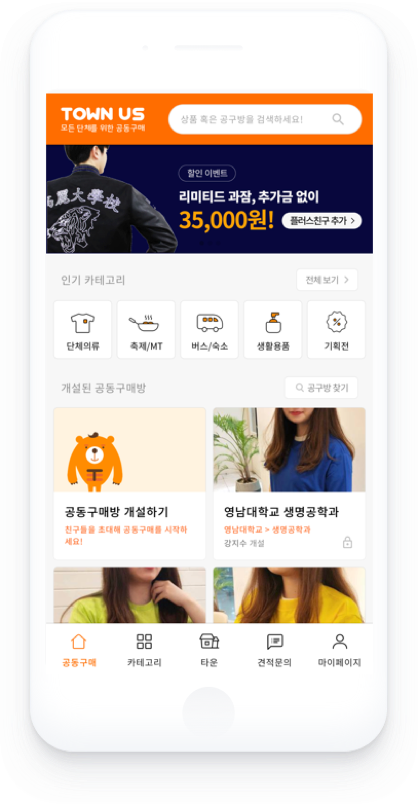 TOWN US
모든 단체를 위한 공동구매
상품 혹은 공구방을 검색하세요!
할인 이벤트
리미티드 과잠, 추가금 없이
35,000원!
플러스친구 추가 >
大學校
인기 카테고리
전체 보기 >
단체의류
축제/MT
버스/숙소
생활용품
기획전
개설된 공동구매방
공구방 찾기
공동구매방 개설하기
친구들을 초대해 공동구매를 시작하
세요!
영남대학교 생명공학과
영남대학교 > 생명공학과
강지수 개설
공동구매
카테고리
타운
견적문의
마이페이지